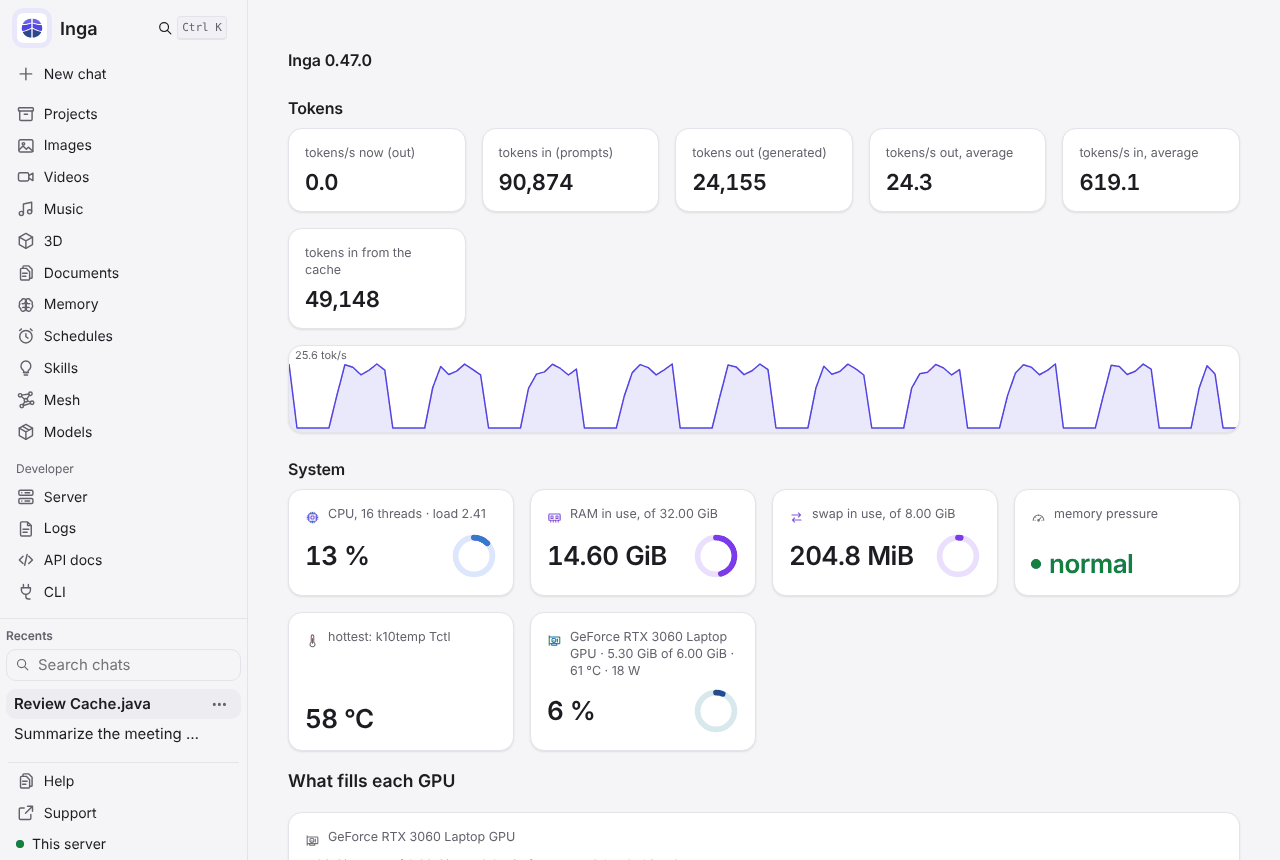 Inga
Ctrl K
New chat
Projects
Images
Videos
Music
3D
Documents
Memory
Schedules
Skills
Mesh
Models
Developer
Server
Logs
API docs
CLI
Recents
Search chats
Review Cache.java
Summarize the meeting ...
Help
Support
This server
Inga 0.47.0
Tokens
tokens/s now (out)
0.0
tokens in (prompts)
90,874
tokens out (generated)
24,155
tokens/s out, average
24.3
tokens/s in, average
619.1
tokens in from the
cache
49,148
25.6 tok/s
System
CPU, 16 threads · load 2.41
13 %
RAM in use, of 32.00 GiB
14.60 GiB
swap in use, of 8.00 GiB
204.8 MiB
memory pressure
normal
hottest: k10temp Tctl
58 °C
GeForce RTX 3060 Laptop
GPU · 5.30 GiB of 6.00 GiB ·
61 °C · 18 W
6 %
What fills each GPU
GeForce RTX 3060 Laptop GPU